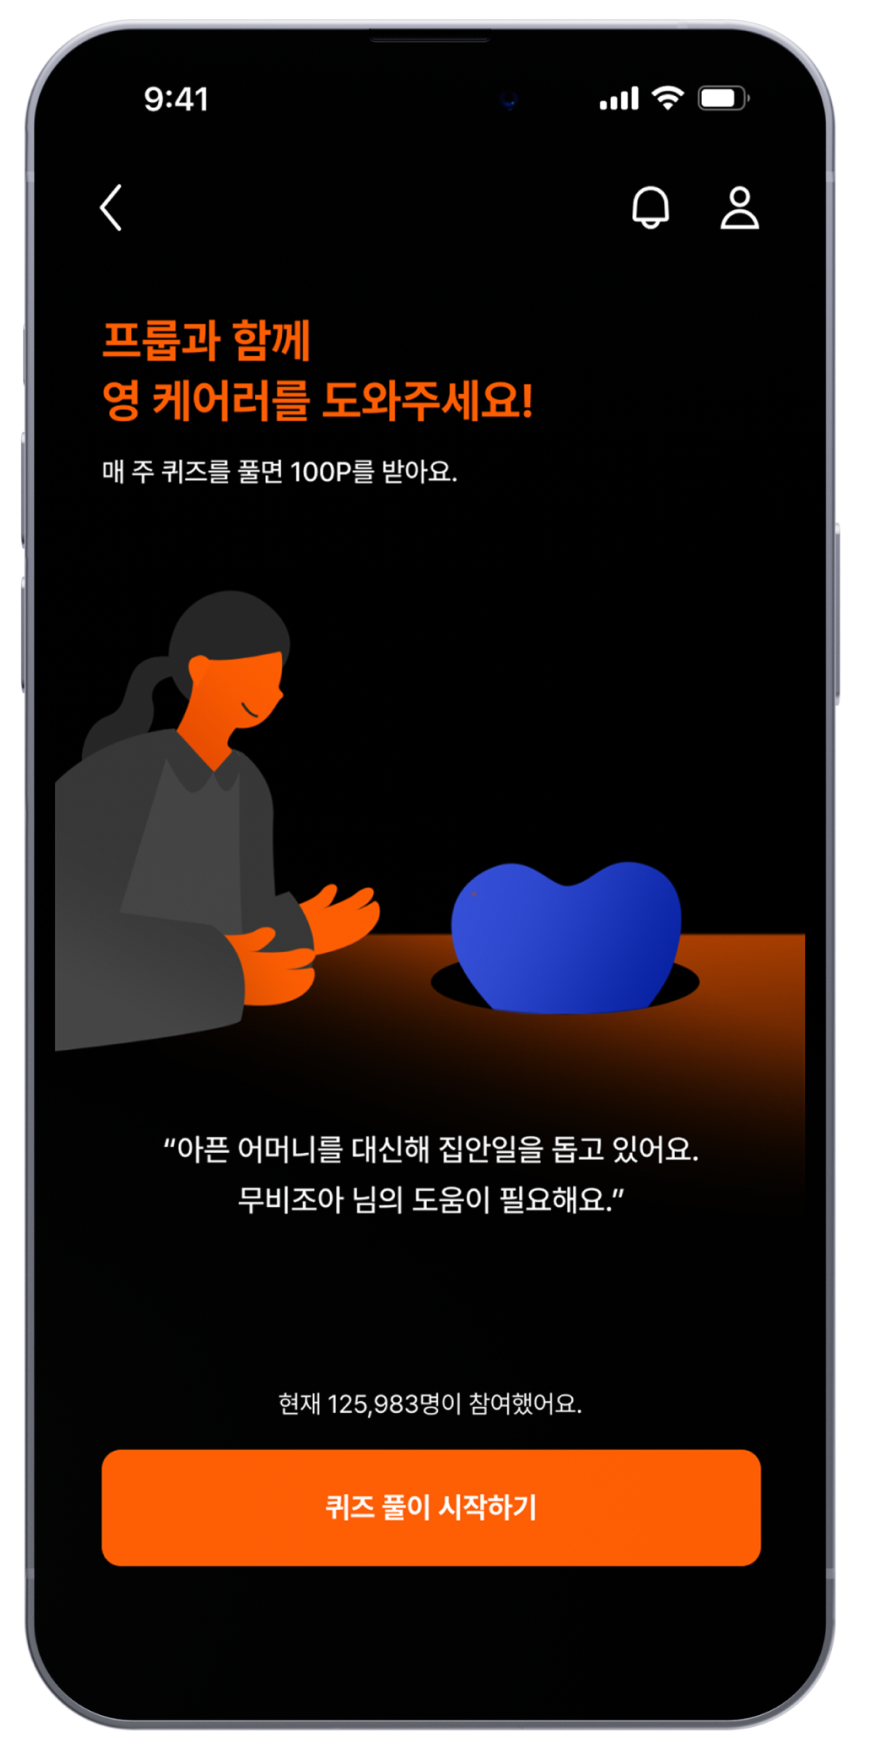 9:41
프룹과 함께
영 케어러를 도와주세요!
매 주 퀴즈를 풀면 100P를 받아요.
“아픈 어머니를 대신해 집안일을 돕고 있어요.
무비조아 님의 도움이 필요해요.”
현재 125,983명이 참여했어요.
퀴즈 풀이 시작하기